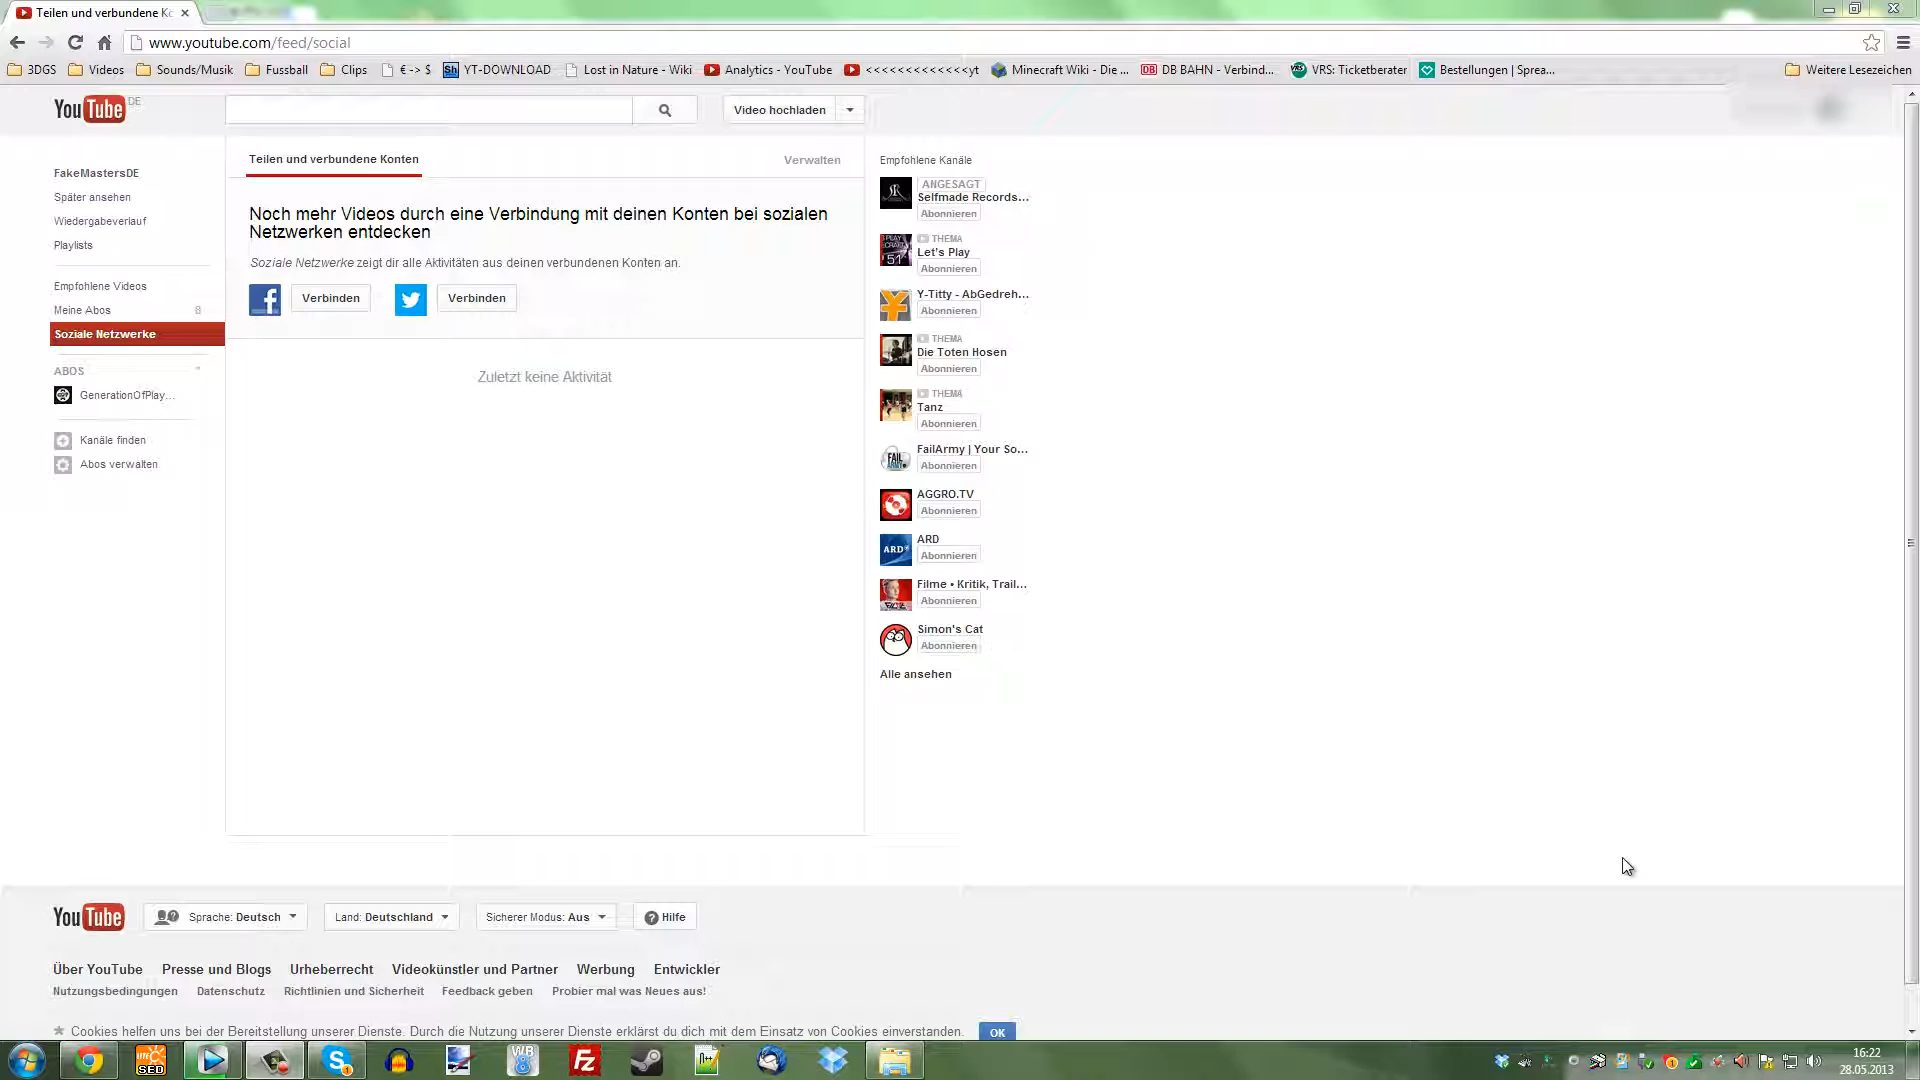 Teilen und verbundene Ko
www.youtube.com/feed/social
3DGS
Videos
Sounds/Musik
Fussball
Clips
€ -> $
YT-DOWNLOAD
Lost in Nature - Wiki
Analytics - YouTube
<<<<<<<<<<<<<yt
Minecraft Wiki - Die ...
DB BAHN - Verbind...
VRS: Ticketberater
Bestellungen | Sprea...
Weitere Lesezeichen
YouTube DE
Video hochladen
FakeMastersDE
Später ansehen
Wiedergabeverlauf
Playlists
Empfohlene Videos
Meine Abos
Soziale Netzwerke
ABOS
GenerationOfPlay...
Kanäle finden
Abos verwalten
Teilen und verbundene Konten
Verwalten
Noch mehr Videos durch eine Verbindung mit deinen Konten bei sozialen
Netzwerken entdecken
Soziale Netzwerke zeigt dir alle Aktivitäten aus deinen verbundenen Konten an.
Verbinden
Verbinden
Zuletzt keine Aktivität
Empfohlene Kanäle
ANGESAGT
Selfmade Records...
Abonnieren
THEMA
Let's Play
Abonnieren
Y-Titty - AbGedreh...
Abonnieren
THEMA
Die Toten Hosen
Abonnieren
THEMA
Tanz
Abonnieren
FailArmy | Your So...
Abonnieren
AGGRO.TV
Abonnieren
ARD
Abonnieren
Filme • Kritik, Trail...
Abonnieren
Simon's Cat
Abonnieren
Alle ansehen
YouTube
Sprache: Deutsch
Land: Deutschland
Sicherer Modus: Aus
Hilfe
Über YouTube
Presse und Blogs
Urheberrecht
Videokünstler und Partner
Werbung
Entwickler
Nutzungsbedingungen
Datenschutz
Richtlinien und Sicherheit
Feedback geben
Probier mal was Neues aus!
Cookies helfen uns bei der Bereitstellung unserer Dienste. Durch die Nutzung unserer Dienste erklärst du dich mit dem Einsatz von Cookies einverstanden.
OK
16:22
28.05.2013